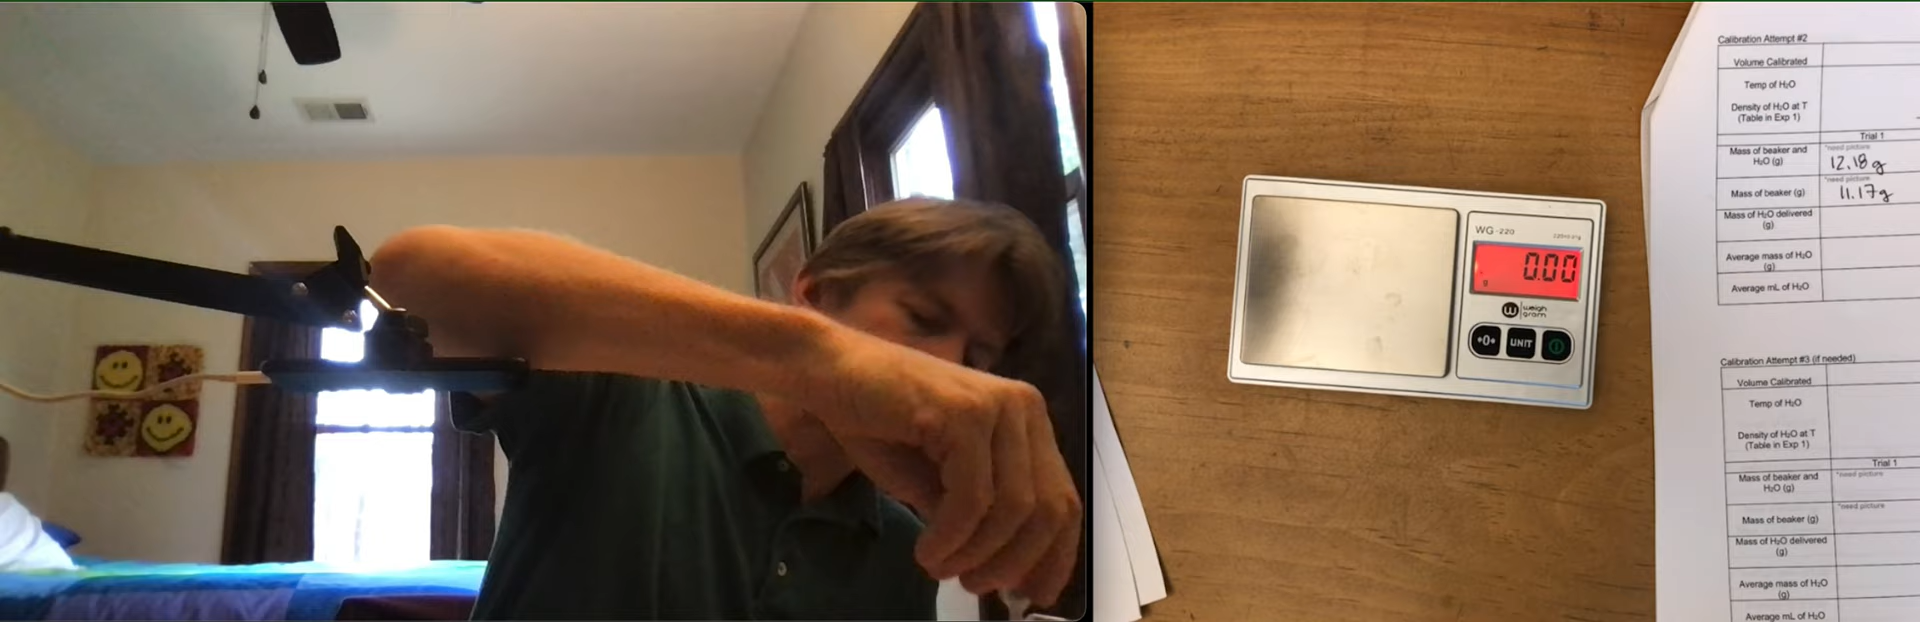 WG-220
220×0.01g
0.00
g
weigh
gram
→0←
UNIT
Calibration Attempt #2
Volume Calibrated
Temp of H₂O
Density of H₂O at T
(Table in Exp 1)
Trial 1
Mass of beaker and
H₂O (g)
*need picture
12.18g
Mass of beaker (g)
*need picture
11.17g
Mass of H₂O delivered
(g)
Average mass of H₂O
(g)
Average mL of H₂O
Calibration Attempt #3 (if needed)
Volume Calibrated
Temp of H₂O
Density of H₂O at T
(Table in Exp 1)
Trial 1
Mass of beaker and
H₂O (g)
*need picture
Mass of beaker (g)
*need picture
Mass of H₂O delivered
(g)
Average mass of H₂O
(g)
Average mL of H₂O